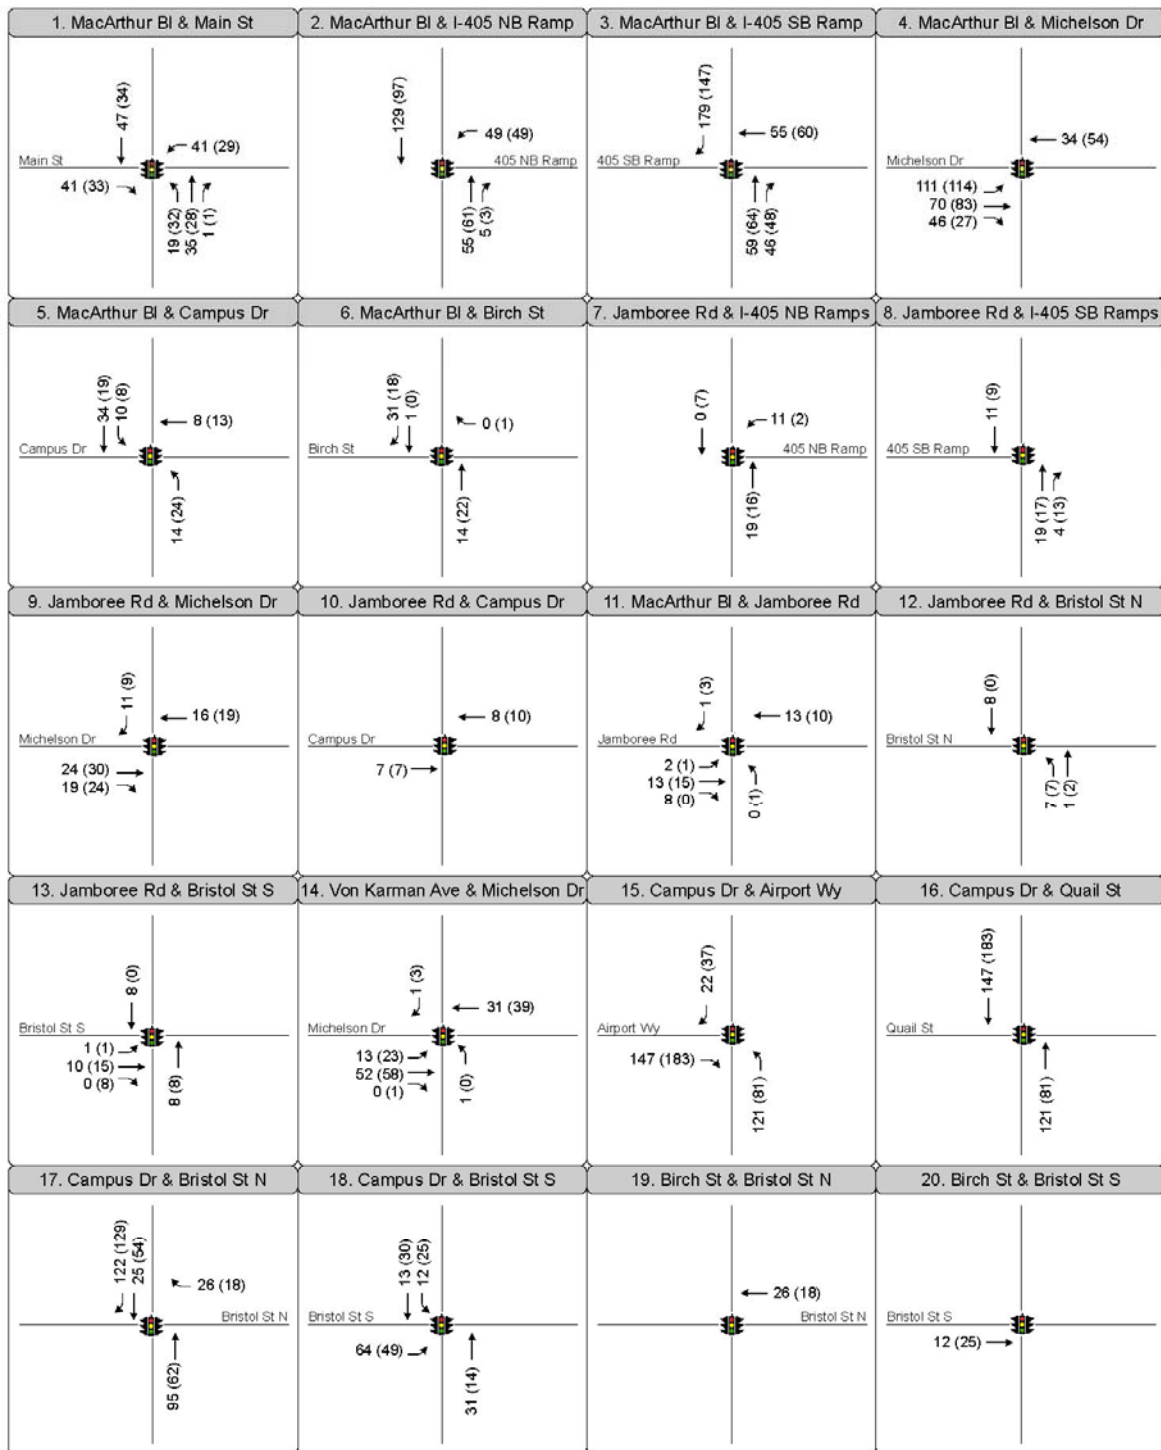 1. MacArthur Bl & Main St
47 (34)
41 (29)
Main St
41 (33)
19 (32)
35 (28)
1 (1)
2. MacArthur Bl & I-405 NB Ramp
129 (97)
49 (49)
405 NB Ramp
55 (61)
5 (3)
3. MacArthur Bl & I-405 SB Ramp
179 (147)
55 (60)
405 SB Ramp
59 (64)
46 (48)
4. MacArthur Bl & Michelson Dr
34 (54)
Michelson Dr
111 (114)
70 (83)
46 (27)
5. MacArthur Bl & Campus Dr
34 (19)
10 (8)
8 (13)
Campus Dr
14 (24)
6. MacArthur Bl & Birch St
31 (18)
1 (0)
0 (1)
Birch St
14 (22)
7. Jamboree Rd & I-405 NB Ramps
0 (7)
11 (2)
405 NB Ramp
19 (16)
8. Jamboree Rd & I-405 SB Ramps
11 (9)
405 SB Ramp
19 (17)
4 (13)
9. Jamboree Rd & Michelson Dr
11 (9)
16 (19)
Michelson Dr
24 (30)
19 (24)
10. Jamboree Rd & Campus Dr
8 (10)
Campus Dr
7 (7)
11. MacArthur Bl & Jamboree Rd
1 (3)
13 (10)
Jamboree Rd
2 (1)
13 (15)
8 (0)
0 (1)
12. Jamboree Rd & Bristol St N
8 (0)
Bristol St N
7 (7)
1 (2)
13. Jamboree Rd & Bristol St S
8 (0)
Bristol St S
1 (1)
10 (15)
0 (8)
8 (8)
14. Von Karman Ave & Michelson Dr
1 (3)
31 (39)
Michelson Dr
13 (23)
52 (58)
0 (1)
1 (0)
15. Campus Dr & Airport Wy
22 (37)
Airport Wy
147 (183)
121 (81)
16. Campus Dr & Quail St
147 (183)
Quail St
121 (81)
17. Campus Dr & Bristol St N
122 (129)
25 (54)
26 (18)
Bristol St N
95 (62)
18. Campus Dr & Bristol St S
13 (30)
12 (25)
Bristol St S
64 (49)
31 (14)
19. Birch St & Bristol St N
26 (18)
Bristol St N
20. Birch St & Bristol St S
Bristol St S
12 (25)